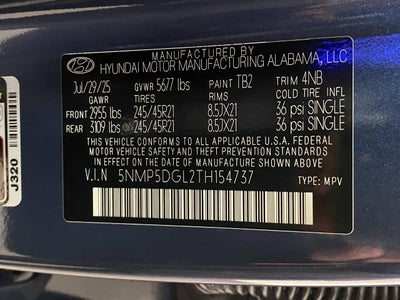 MANUFACTURED BY
HYUNDAI MOTOR MANUFACTURING ALABAMA, LLC
Jul/29/25 GVWR 5677 lbs PAINT TB2 TRIM 4NB
GAWR TIRES RIMS COLD TIRE INFL
FRONT 2955 lbs 245/45R21 8.5JX21 36 psi SINGLE
REAR 3109 lbs 245/45R21 8.5JX21 36 psi SINGLE
THIS VEHICLE CONFORMS TO ALL APPLICABLE U.S. FEDERAL
MOTOR VEHICLE SAFETY AND THEFT PREVENTION STANDARDS
IN EFFECT ON THE DATE OF MANUFACTURE SHOWN ABOVE.
V.I.N 5NMP5DGL2TH154737 TYPE: MPV
J320